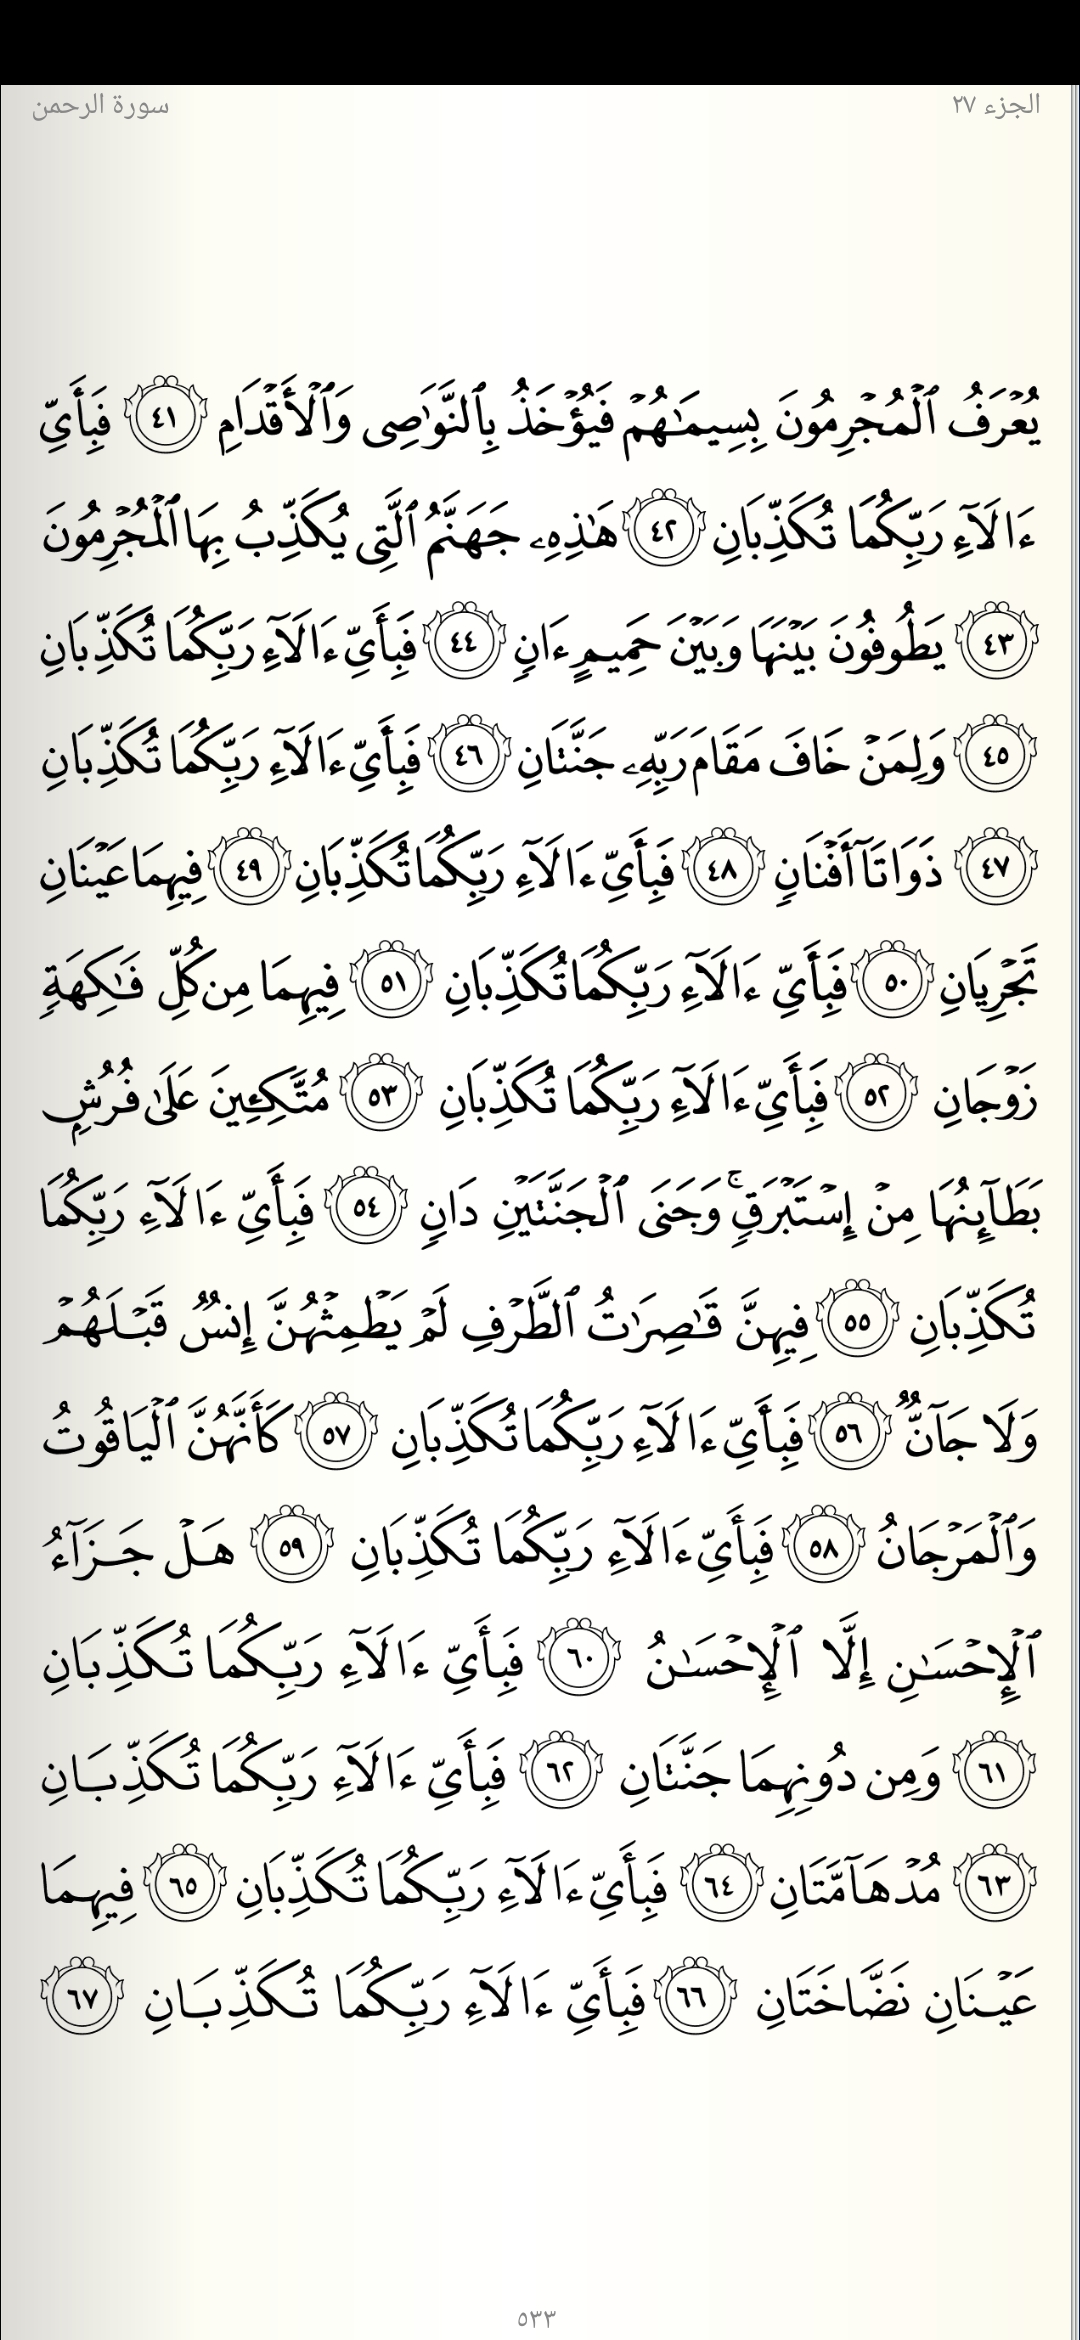 الجزء ٢٧
سورة الرحمن
يُعْرَفُ ٱلْمُجْرِمُونَ بِسِيمَـٰهُمْ فَيُؤْخَذُ بِٱلنَّوَٰصِى وَٱلْأَقْدَامِ ٤١ فَبِأَىِّ
ءَالَآءِ رَبِّكُمَا تُكَذِّبَانِ ٤٢ هَـٰذِهِۦ جَهَنَّمُ ٱلَّتِى يُكَذِّبُ بِهَا ٱلْمُجْرِمُونَ
٤٣ يَطُوفُونَ بَيْنَهَا وَبَيْنَ حَمِيمٍ ءَانٍ ٤٤ فَبِأَىِّ ءَالَآءِ رَبِّكُمَا تُكَذِّبَانِ
٤٥ وَلِمَنْ خَافَ مَقَامَ رَبِّهِۦ جَنَّتَانِ ٤٦ فَبِأَىِّ ءَالَآءِ رَبِّكُمَا تُكَذِّبَانِ
٤٧ ذَوَاتَآ أَفْنَانٍ ٤٨ فَبِأَىِّ ءَالَآءِ رَبِّكُمَا تُكَذِّبَانِ ٤٩ فِيهِمَا عَيْنَانِ
تَجْرِيَانِ ٥٠ فَبِأَىِّ ءَالَآءِ رَبِّكُمَا تُكَذِّبَانِ ٥١ فِيهِمَا مِن كُلِّ فَـٰكِهَةٍ
زَوْجَانِ ٥٢ فَبِأَىِّ ءَالَآءِ رَبِّكُمَا تُكَذِّبَانِ ٥٣ مُتَّكِـِٔينَ عَلَىٰ فُرُشٍۭ
بَطَآئِنُهَا مِنْ إِسْتَبْرَقٍۚ وَجَنَى ٱلْجَنَّتَيْنِ دَانٍ ٥٤ فَبِأَىِّ ءَالَآءِ رَبِّكُمَا
تُكَذِّبَانِ ٥٥ فِيهِنَّ قَـٰصِرَٰتُ ٱلطَّرْفِ لَمْ يَطْمِثْهُنَّ إِنسٌ قَبْلَهُمْ
وَلَا جَآنٌّ ٥٦ فَبِأَىِّ ءَالَآءِ رَبِّكُمَا تُكَذِّبَانِ ٥٧ كَأَنَّهُنَّ ٱلْيَاقُوتُ
وَٱلْمَرْجَانُ ٥٨ فَبِأَىِّ ءَالَآءِ رَبِّكُمَا تُكَذِّبَانِ ٥٩ هَلْ جَزَآءُ
ٱلْإِحْسَـٰنِ إِلَّا ٱلْإِحْسَـٰنُ ٦٠ فَبِأَىِّ ءَالَآءِ رَبِّكُمَا تُكَذِّبَانِ
٦١ وَمِن دُونِهِمَا جَنَّتَانِ ٦٢ فَبِأَىِّ ءَالَآءِ رَبِّكُمَا تُكَذِّبَانِ
٦٣ مُدْهَآمَّتَانِ ٦٤ فَبِأَىِّ ءَالَآءِ رَبِّكُمَا تُكَذِّبَانِ ٦٥ فِيهِمَا
عَيْنَانِ نَضَّاخَتَانِ ٦٦ فَبِأَىِّ ءَالَآءِ رَبِّكُمَا تُكَذِّبَانِ ٦٧
٥٣٣